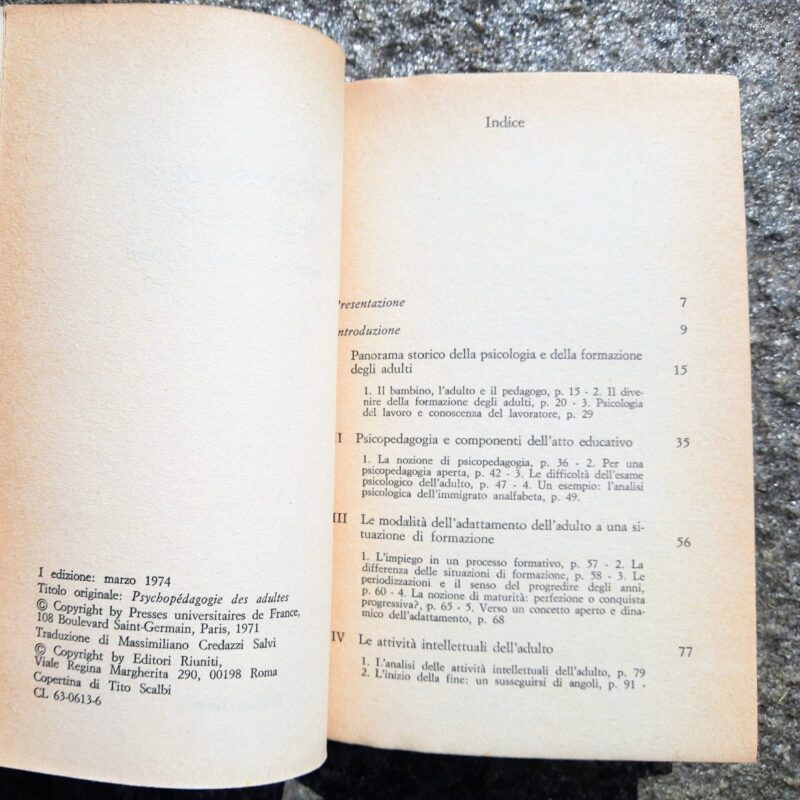 I edizione: marzo 1974
Titolo originale: Psychopédagogie des adultes
© Copyright by Presses universitaires de France,
108 Boulevard Saint-Germain, Paris, 1971
Traduzione di Massimiliano Credazzi Salvi
© Copyright by Editori Riuniti,
Viale Regina Margherita 290, 00198 Roma
Copertina di Tito Scalbi
CL 63-0613-6
Indice
Presentazione 7
ntroduzione 9
Panorama storico della psicologia e della formazione
degli adulti 15
1. Il bambino, l'adulto e il pedagogo, p. 15 - 2. Il dive-
nire della formazione degli adulti, p. 20 - 3. Psicologia
del lavoro e conoscenza del lavoratore, p. 29
II Psicopedagogia e componenti dell'atto educativo 35
1. La nozione di psicopedagogia, p. 36 - 2. Per una
psicopedagogia aperta, p. 42 - 3. Le difficoltà dell'esame
psicologico dell'adulto, p. 47 - 4. Un esempio: l'analisi
psicologica dell'immigrato analfabeta, p. 49.
III Le modalità dell'adattamento dell'adulto a una si-
tuazione di formazione 56
1. L'impiego in un processo formativo, p. 57 - 2. La
differenza delle situazioni di formazione, p. 58 - 3. Le
periodizzazioni e il senso del progredire degli anni,
p. 60 - 4. La nozione di maturità: perfezione o conquista
progressiva?, p. 65 - 5. Verso un concetto aperto e dina-
mico dell'adattamento, p. 68
IV Le attività intellettuali dell'adulto 77
1. L'analisi delle attività intellettuali dell'adulto, p. 79
2. L'inizio della fine: un susseguirsi di angoli, p. 91 -